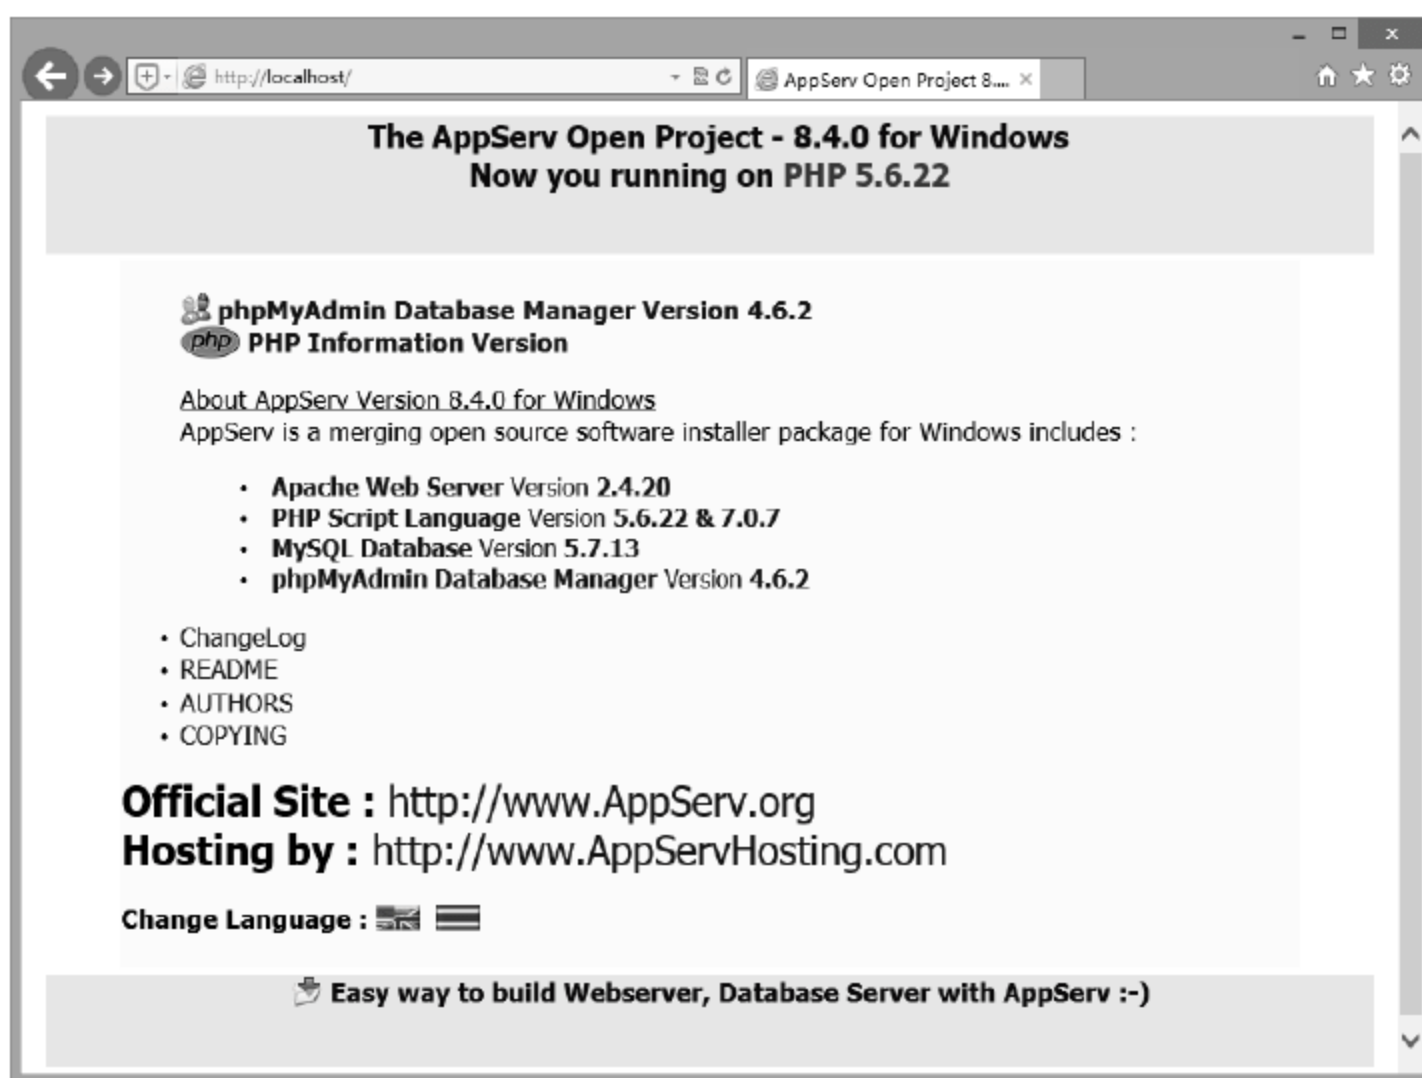 http://localhost/
AppServ Open Project 8....
The AppServ Open Project - 8.4.0 for Windows
Now you running on PHP 5.6.22
phpMyAdmin Database Manager Version 4.6.2
php PHP Information Version
About AppServ Version 8.4.0 for Windows
AppServ is a merging open source software installer package for Windows includes :
• Apache Web Server Version 2.4.20
• PHP Script Language Version 5.6.22 & 7.0.7
• MySQL Database Version 5.7.13
• phpMyAdmin Database Manager Version 4.6.2
• ChangeLog
• README
• AUTHORS
• COPYING
Official Site : http://www.AppServ.org
Hosting by : http://www.AppServHosting.com
Change Language :
Easy way to build Webserver, Database Server with AppServ :-)